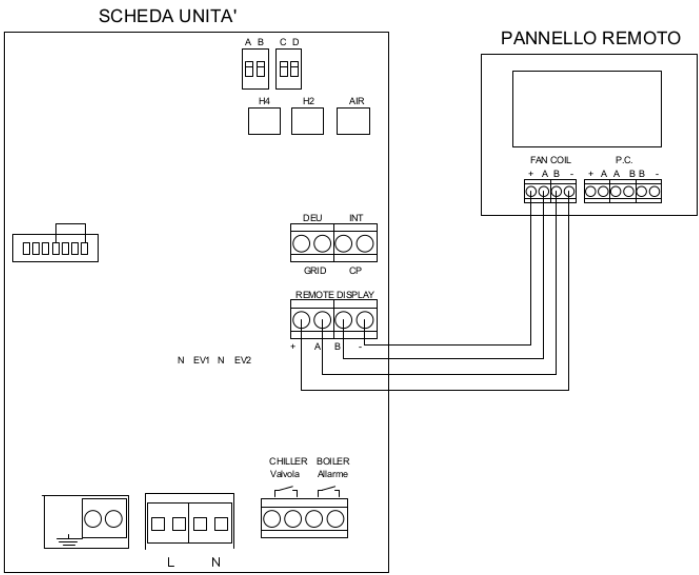 SCHEDA UNITA'
PANNELLO REMOTO
A B C D
H4 H2 AIR
FAN COIL P.C.
+ A B - + A A B B -
DEU INT
GRID CP
REMOTE DISPLAY
+ A B -
N EV1 N EV2
CHILLER BOILER
Valvola Allarme
L N